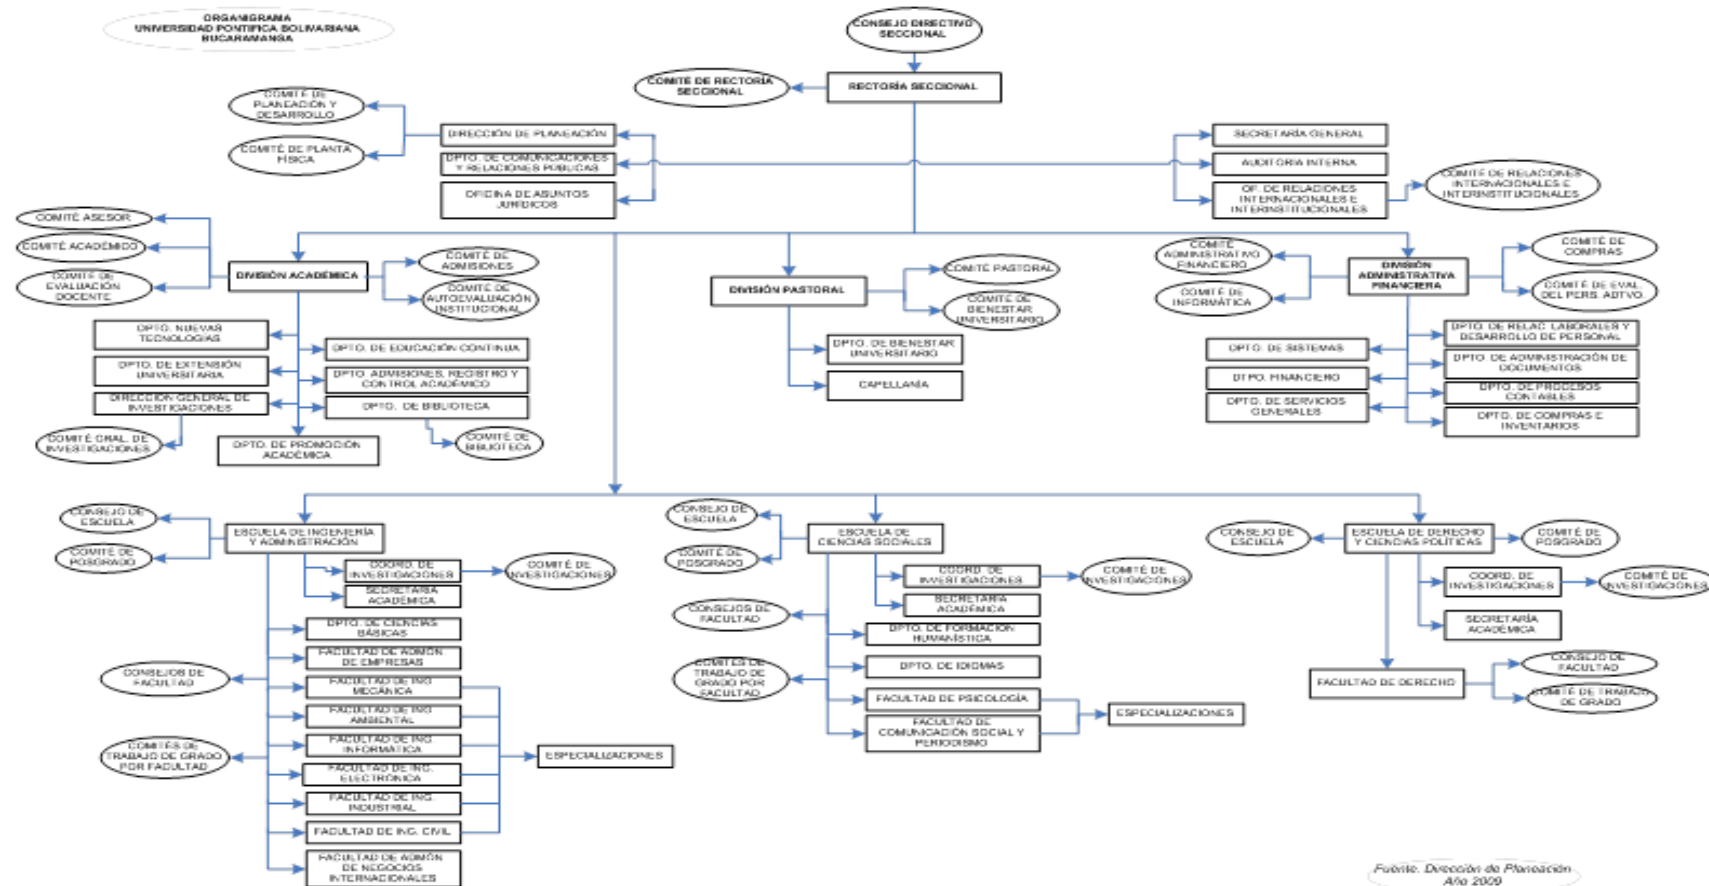 ORGANIGRAMA
UNIVERSIDAD PONTIFICA BOLIVARIANA
BUCARAMANGA
CONSEJO DIRECTIVO
SECCIONAL
COMITÉ DE RECTORÍA
SECCIONAL
RECTORÍA SECCIONAL
COMITÉ DE
PLANEACIÓN Y
DESARROLLO
COMITÉ DE PLANTA
FÍSICA
DIRECCIÓN DE PLANEACIÓN
DPTO. DE COMUNICACIONES
Y RELACIONES PÚBLICAS
OFICINA DE ASUNTOS
JURÍDICOS
SECRETARÍA GENERAL
AUDITORIA INTERNA
OF. DE RELACIONES
INTERNACIONALES E
INTERINSTITUCIONALES
COMITÉ DE RELACIONES
INTERNACIONALES E
INTERINSTITUCIONALES
COMITÉ ASESOR
COMITÉ ACADÉMICO
COMITÉ DE
EVALUACIÓN
DOCENTE
DIVISIÓN ACADÉMICA
COMITÉ DE
ADMISIONES
COMITÉ DE
AUTOEVALUACIÓN
INSTITUCIONAL
DIVISIÓN PASTORAL
COMITÉ PASTORAL
COMITÉ DE
BIENESTAR
UNIVERSITARIO
COMITÉ
ADMINISTRATIVO
FINANCIERO
COMITÉ DE
INFORMÁTICA
DIVISIÓN
ADMINISTRATIVA
FINANCIERA
COMITÉ DE
COMPRAS
COMITÉ DE EVAL.
DEL PERS. ADTVO.
DPTO. NUEVAS
TECNOLOGÍAS
DPTO. DE EXTENSIÓN
UNIVERSITARIA
DIRECCIÓN GENERAL DE
INVESTIGACIONES
COMITÉ GRAL. DE
INVESTIGACIONES
DPTO. DE EDUCACIÓN CONTINUA
DPTO. ADMISIONES, REGISTRO Y
CONTROL ACADÉMICO
DPTO. DE BIBLIOTECA
COMITÉ DE
BIBLIOTECA
DPTO. DE PROMOCIÓN
ACADÉMICA
DPTO. DE BIENESTAR
UNIVERSITARIO
CAPELLANÍA
DPTO. DE SISTEMAS
DTPO. FINANCIERO
DPTO. DE SERVICIOS
GENERALES
DPTO. DE RELAC. LABORALES Y
DESARROLLO DE PERSONAL
DPTO. DE ADMINISTRACIÓN DE
DOCUMENTOS
DPTO. DE PROCESOS
CONTABLES
DPTO. DE COMPRAS E
INVENTARIOS
CONSEJO DE
ESCUELA
COMITÉ DE
POSGRADO
ESCUELA DE INGENIERÍA
Y ADMINISTRACIÓN
COORD. DE
INVESTIGACIONES
SECRETARÍA
ACADÉMICA
COMITÉ DE
INVESTIGACIONES
DPTO. DE CIENCIAS
BÁSICAS
FACULTAD DE ADMÓN
DE EMPRESAS
FACULTAD DE ING
MECÁNICA
FACULTAD DE ING
AMBIENTAL
FACULTAD DE ING.
INFORMÁTICA
FACULTAD DE ING.
ELECTRÓNICA
FACULTAD DE ING.
INDUSTRIAL
FACULTAD DE ING. CIVIL
FACULTAD DE ADMÓN
DE NEGOCIOS
INTERNACIONALES
CONSEJOS DE
FACULTAD
COMITÉS DE
TRABAJO DE GRADO
POR FACULTAD
ESPECIALIZACIONES
CONSEJO DE
ESCUELA
COMITÉ DE
POSGRADO
ESCUELA DE
CIENCIAS SOCIALES
COORD. DE
INVESTIGACIONES
SECRETARÍA
ACADÉMICA
COMITÉ DE
INVESTIGACIONES
CONSEJOS DE
FACULTAD
COMITÉS DE
TRABAJO DE
GRADO POR
FACULTAD
DPTO. DE FORMACIÓN
HUMANÍSTICA
DPTO. DE IDIOMAS
FACULTAD DE PSICOLOGÍA
FACULTAD DE
COMUNICACIÓN SOCIAL Y
PERIODISMO
ESPECIALIZACIONES
CONSEJO DE
ESCUELA
ESCUELA DE DERECHO
Y CIENCIAS POLÍTICAS
COMITÉ DE
POSGRADO
COORD. DE
INVESTIGACIONES
COMITÉ DE
INVESTIGACIONES
SECRETARÍA
ACADÉMICA
FACULTAD DE DERECHO
CONSEJO DE
FACULTAD
COMITÉ DE TRABAJO
DE GRADO
Fuente. Dirección de Planeación
Año 2009